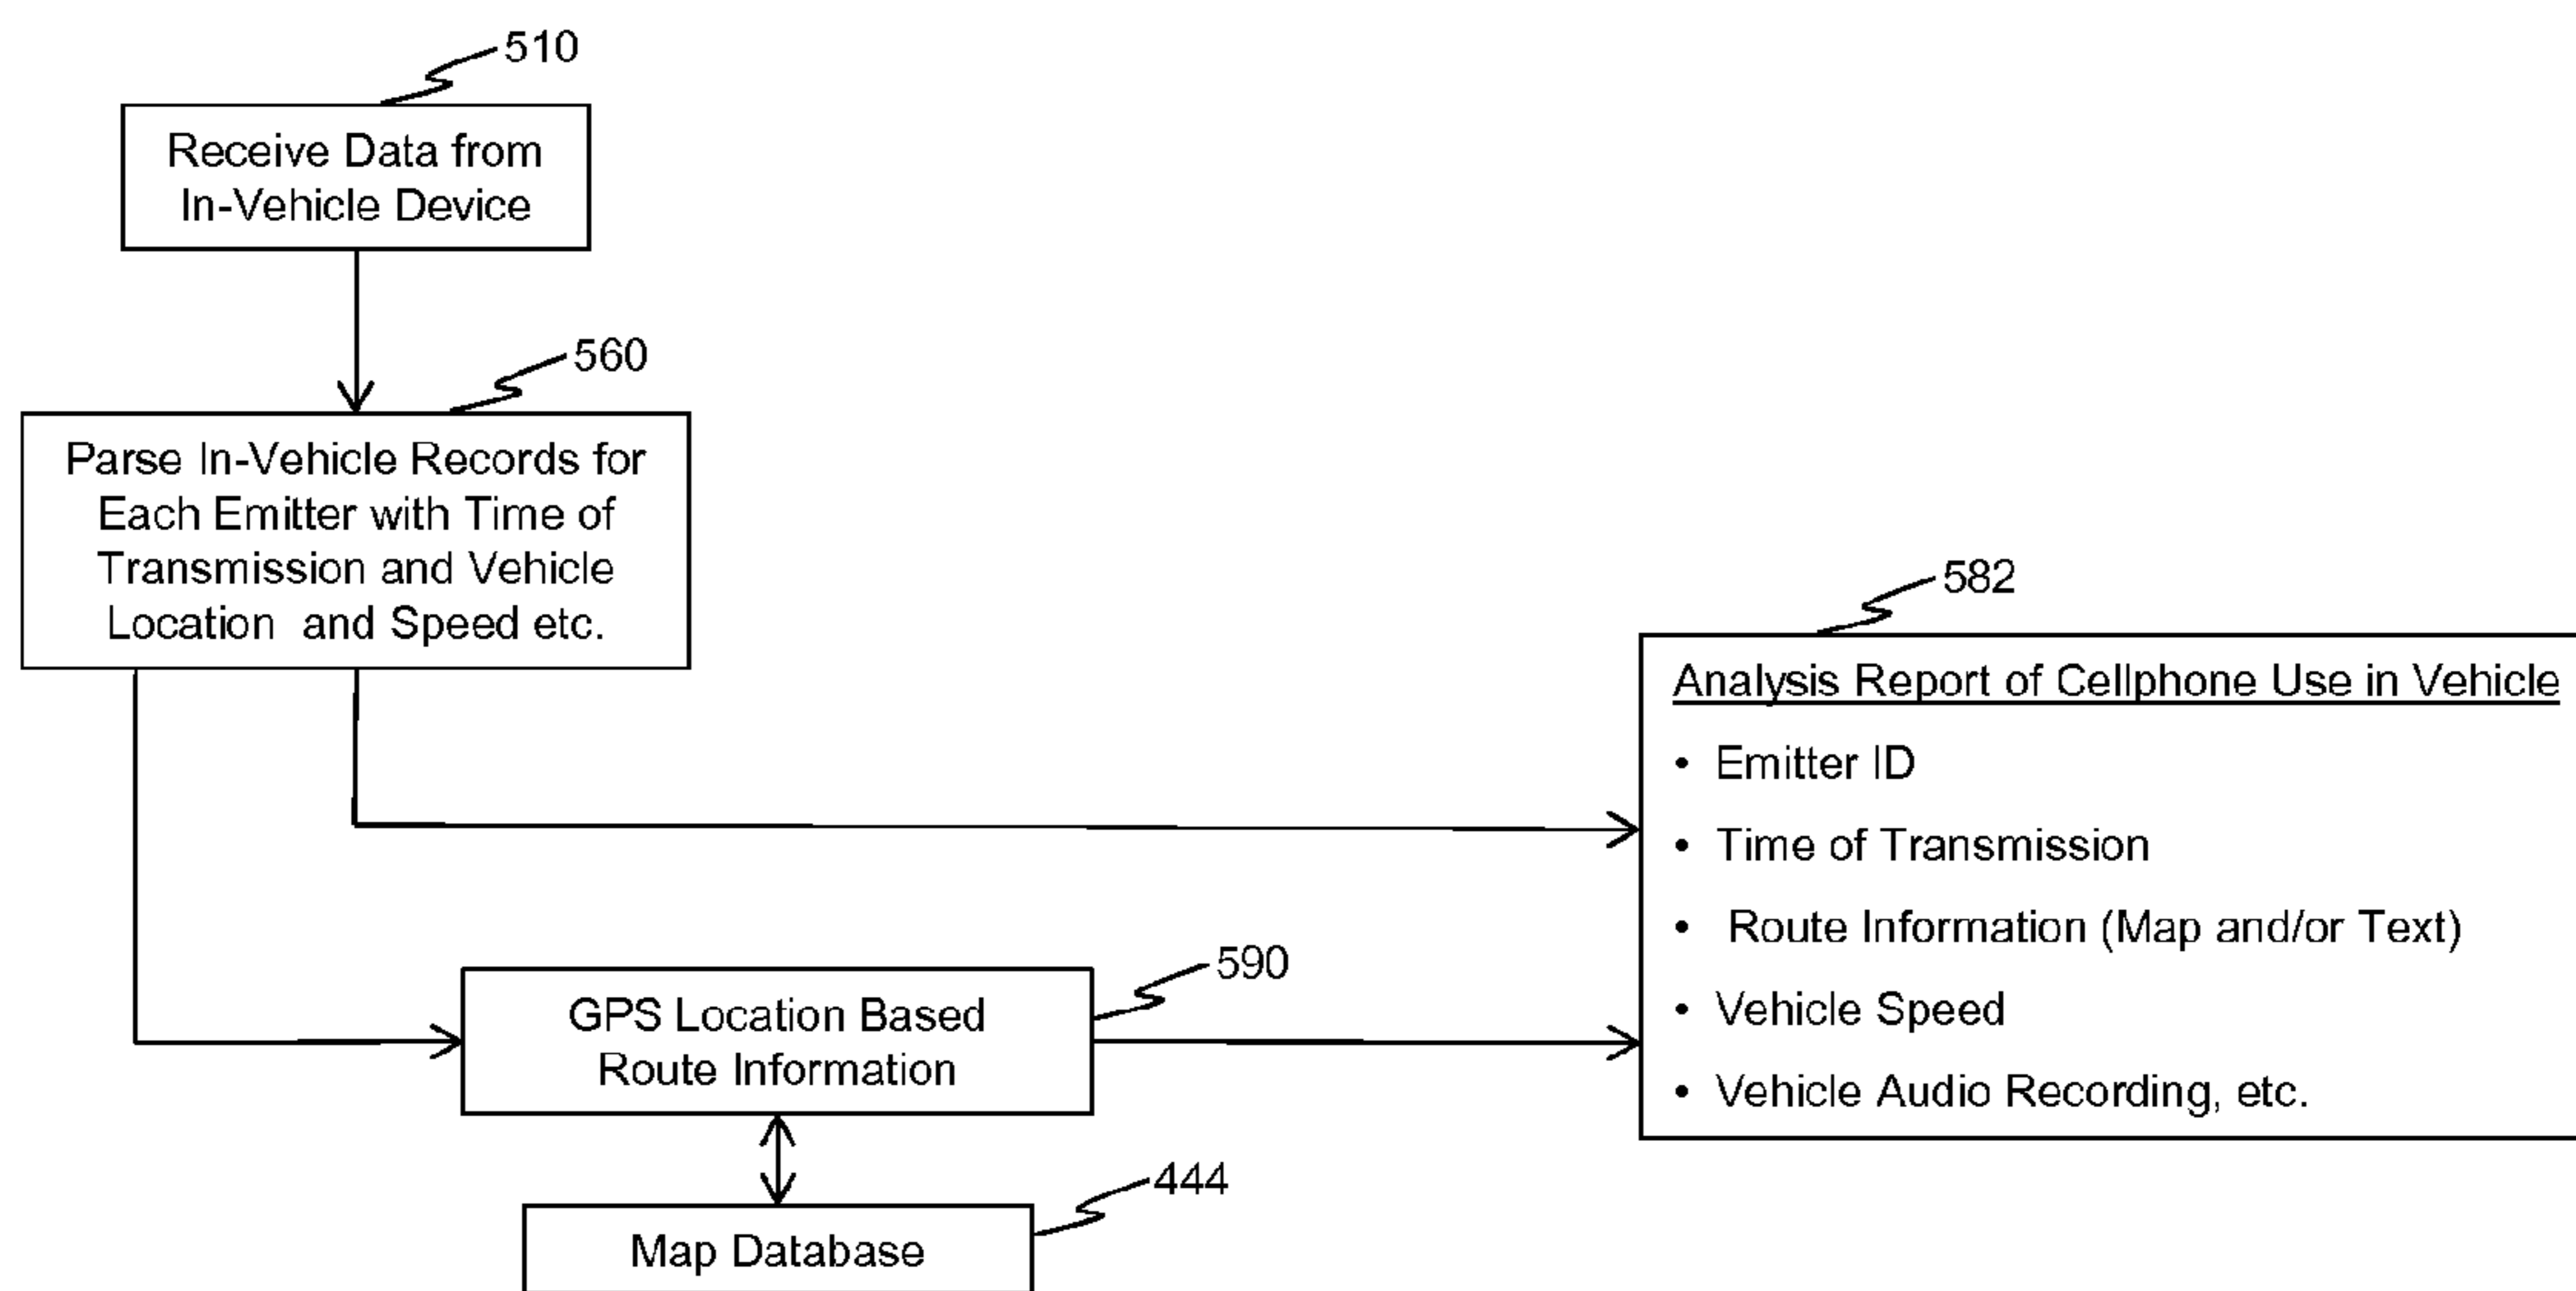 510
Receive Data from
In-Vehicle Device
560
Parse In-Vehicle Records for
Each Emitter with Time of
Transmission and Vehicle
Location and Speed etc.
582
Analysis Report of Cellphone Use in Vehicle
• Emitter ID
• Time of Transmission
• Route Information (Map and/or Text)
• Vehicle Speed
• Vehicle Audio Recording, etc.
590
GPS Location Based
Route Information
444
Map Database